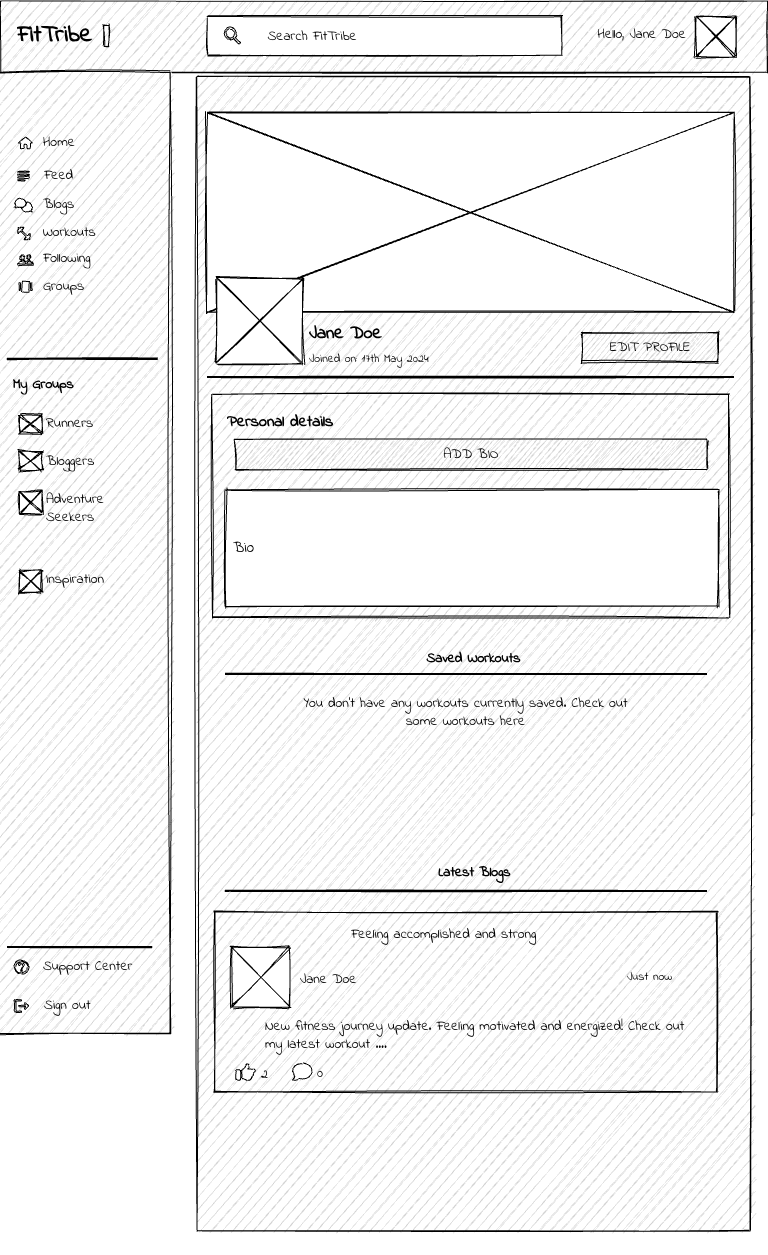 FitTribe
Search FitTribe
Hello, Jane Doe
Home
Feed
Blogs
Workouts
Following
Groups
My Groups
Runners
Bloggers
Adventure
Seekers
Inspiration
Support Center
Sign out
Jane Doe
Joined on 17th May 2024
EDIT PROFILE
Personal details
ADD BIO
Bio
Saved Workouts
You don't have any workouts currently saved. Check out
some workouts here
Latest Blogs
Feeling accomplished and strong
Jane Doe
Just now
New fitness journey update. Feeling motivated and energized! Check out
my latest workout ....
2
0